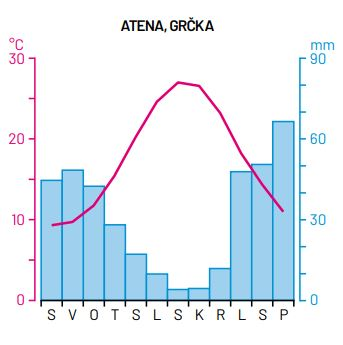 ATENA, GRČKA
°C mm
30 90
20 60
10 30
0 0
S V O T S L S K R L S P